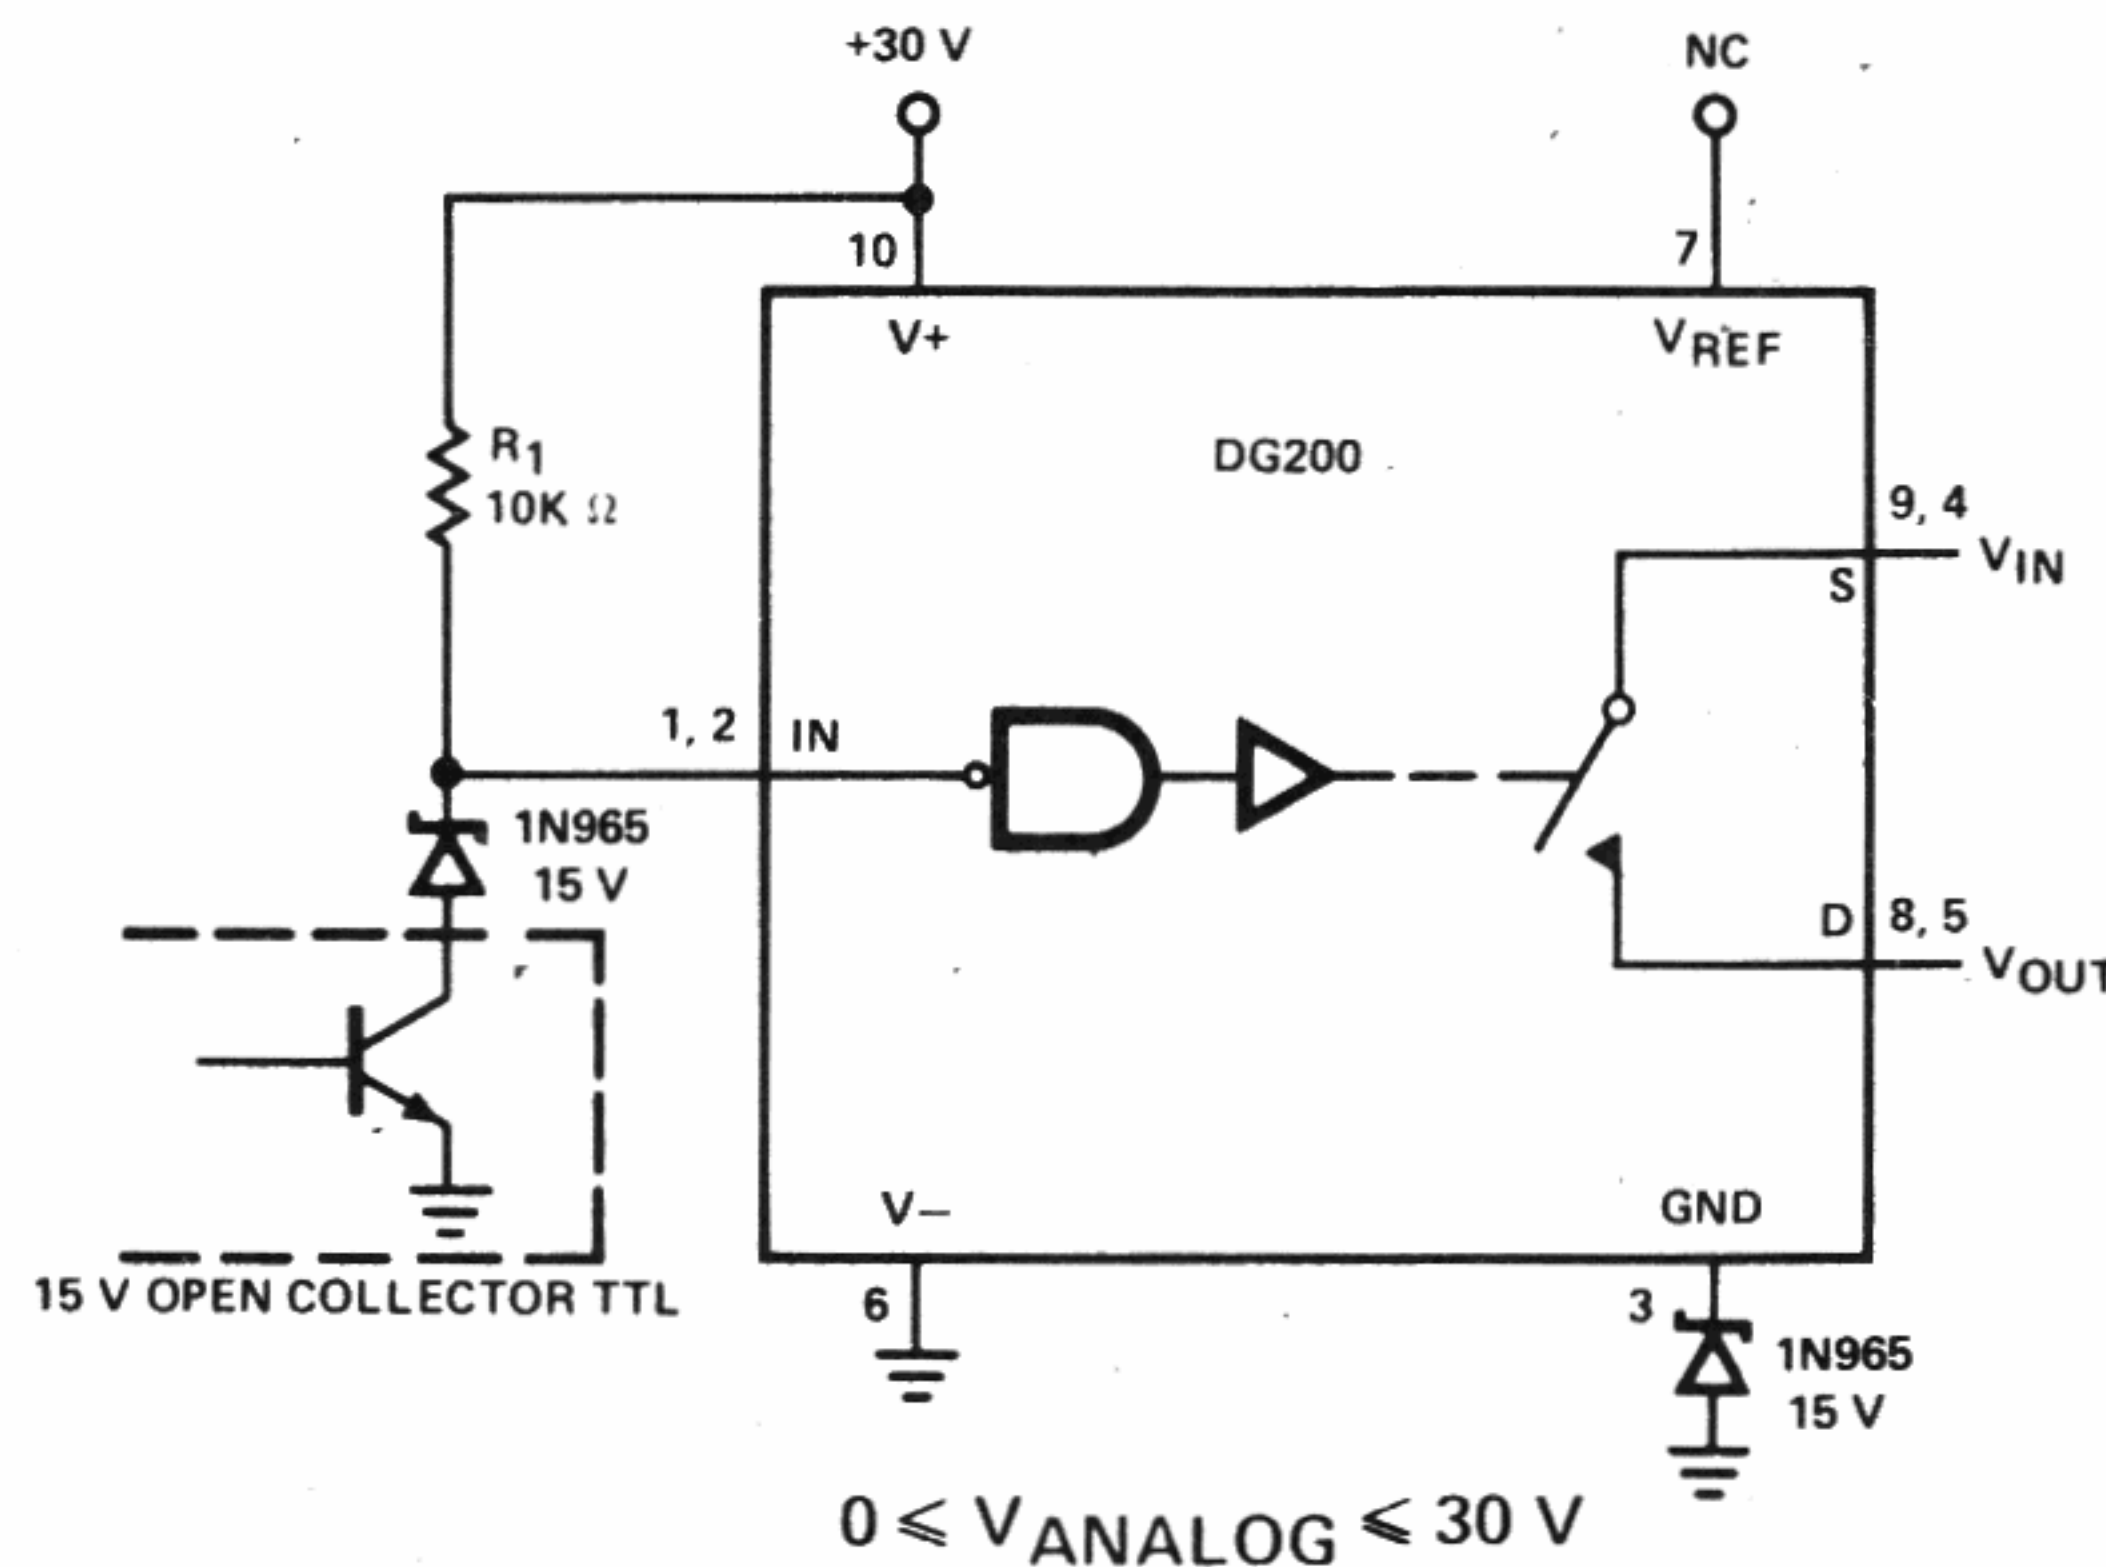 +30 V
NC
10
7
V+
VREF
R1
10K Ω
DG200
9, 4
VIN
S
1, 2
IN
1N965
15 V
D
8, 5
VOUT
V−
GND
15 V OPEN COLLECTOR TTL
6
3
1N965
15 V
0 ⩽ VANALOG ⩽ 30 V